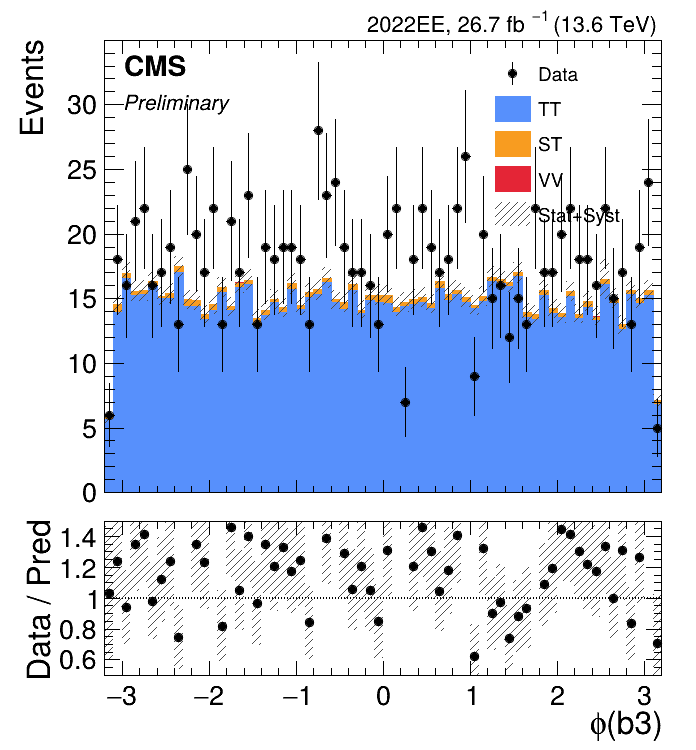 2022EE, 26.7 fb⁻¹ (13.6 TeV)
CMS
Preliminary
Events
Data
TT
ST
VV
Stat+Syst
30
25
20
15
10
5
0
Data / Pred
1.4
1.2
1
0.8
0.6
−3 −2 −1 0 1 2 3
ϕ(b3)